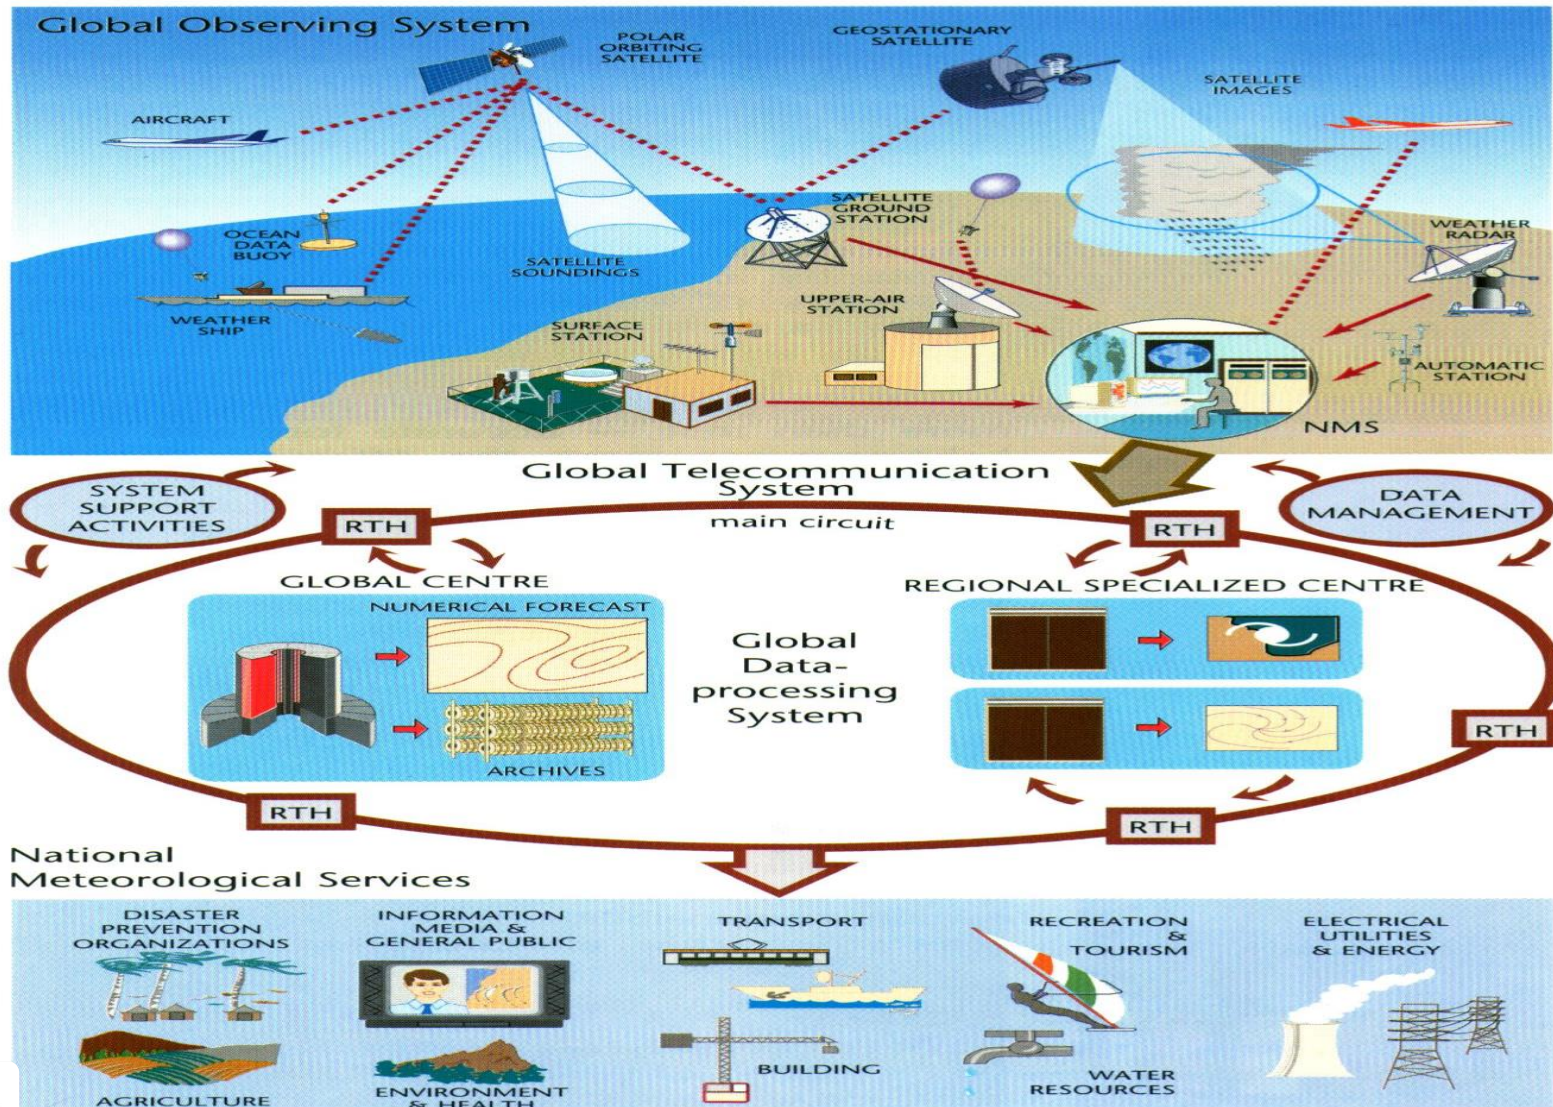 Global Observing System
POLAR
ORBITING
SATELLITE
GEOSTATIONARY
SATELLITE
SATELLITE
IMAGES
AIRCRAFT
OCEAN
DATA
BUOY
SATELLITE
SOUNDINGS
SATELLITE
GROUND
STATION
WEATHER
RADAR
WEATHER
SHIP
SURFACE
STATION
UPPER-AIR
STATION
AUTOMATIC
STATION
NMS
Global Telecommunication
System
main circuit
SYSTEM
SUPPORT
ACTIVITIES
DATA
MANAGEMENT
RTH
RTH
GLOBAL CENTRE
NUMERICAL FORECAST
ARCHIVES
Global
Data-
processing
System
REGIONAL SPECIALIZED CENTRE
RTH
RTH
RTH
National
Meteorological Services
DISASTER
PREVENTION
ORGANIZATIONS
INFORMATION
MEDIA &
GENERAL PUBLIC
TRANSPORT
RECREATION
&
TOURISM
ELECTRICAL
UTILITIES
& ENERGY
AGRICULTURE
ENVIRONMENT
& HEALTH
BUILDING
WATER
RESOURCES